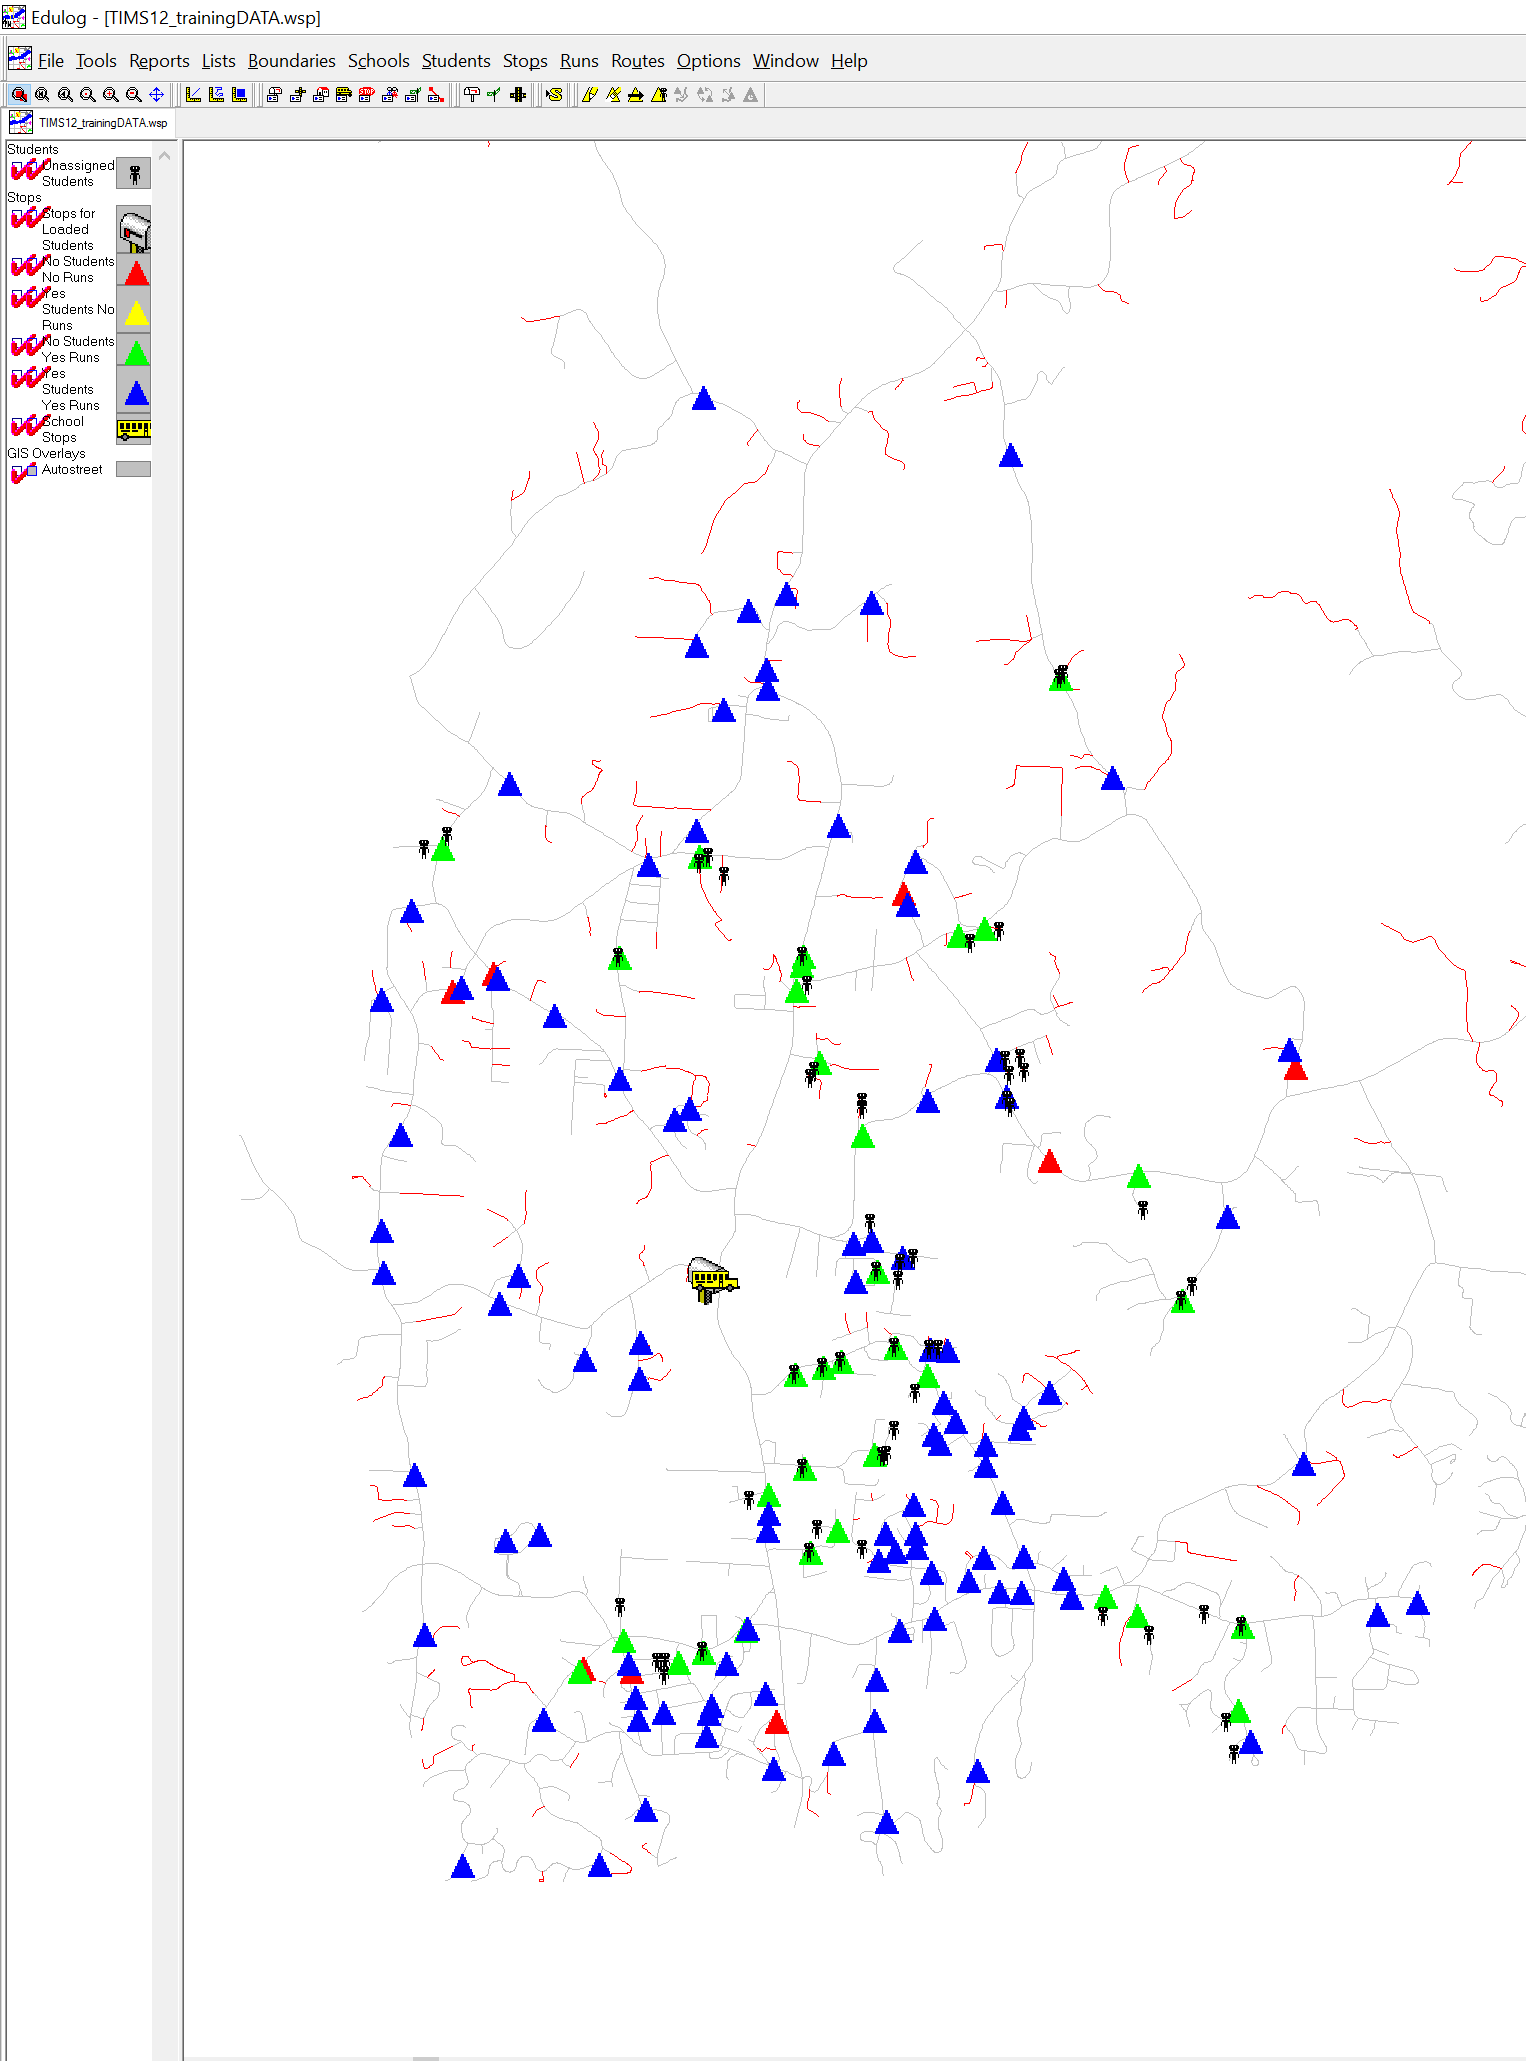 Edulog - [TIMS12_trainingDATA.wsp]
File Tools Reports Lists Boundaries Schools Students Stops Runs Routes Options Window Help
TIMS12_trainingDATA.wsp
Students
Unassigned
Students
Stops
Stops for
Loaded
Students
No Students
No Runs
Yes
Students No
Runs
No Students
Yes Runs
Yes
Students
Yes Runs
School
Stops
GIS Overlays
Autostreet